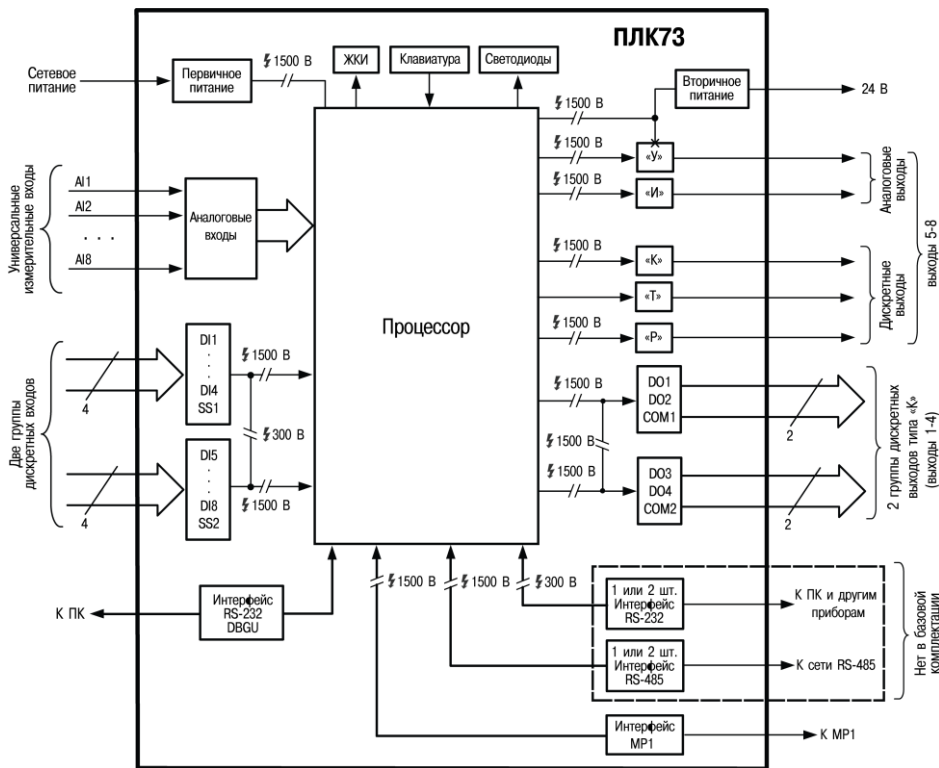 ПЛК73
Сетевое
питание
Первичное
питание
1500 В
ЖКИ
Клавиатура
Светодиоды
1500 В
Вторичное
питание
24 В
1500 В
«У»
1500 В
«И»
Аналоговые
выходы
Универсальные
измерительные входы
AI1
AI2
. . .
AI8
Аналоговые
входы
Процессор
1500 В
«К»
«Т»
1500 В
«Р»
Дискретные
выходы
выходы 5-8
Две группы
дискретных входов
4
DI1
.
.
DI4
SS1
1500 В
300 В
4
DI5
.
.
DI8
SS2
1500 В
1500 В
DO1
DO2
COM1
2
1500 В
1500 В
DO3
DO4
COM2
2
2 группы дискретных
выходов типа «К»
(выходы 1-4)
1500 В
1500 В
300 В
К ПК
Интерфейс
RS-232
DBGU
1 или 2 шт.
Интерфейс
RS-232
К ПК и другим
приборам
1 или 2 шт.
Интерфейс
RS-485
К сети RS-485
Нет в базовой
комплектации
Интерфейс
МР1
К МР1